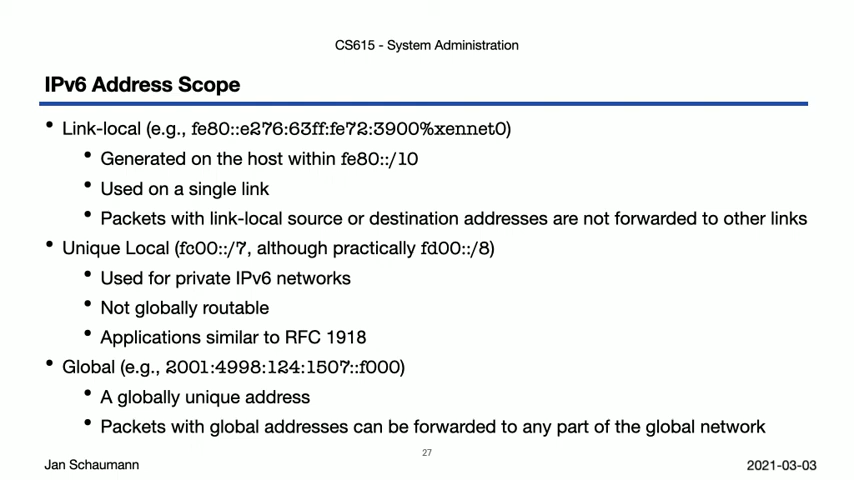 CS615 - System Administration
IPv6 Address Scope
• Link-local (e.g., fe80::e276:63ff:fe72:3900%xennet0)
• Generated on the host within fe80::/10
• Used on a single link
• Packets with link-local source or destination addresses are not forwarded to other links
• Unique Local (fc00::/7, although practically fd00::/8)
• Used for private IPv6 networks
• Not globally routable
• Applications similar to RFC 1918
• Global (e.g., 2001:4998:124:1507::f000)
• A globally unique address
• Packets with global addresses can be forwarded to any part of the global network
27
Jan Schaumann
2021-03-03